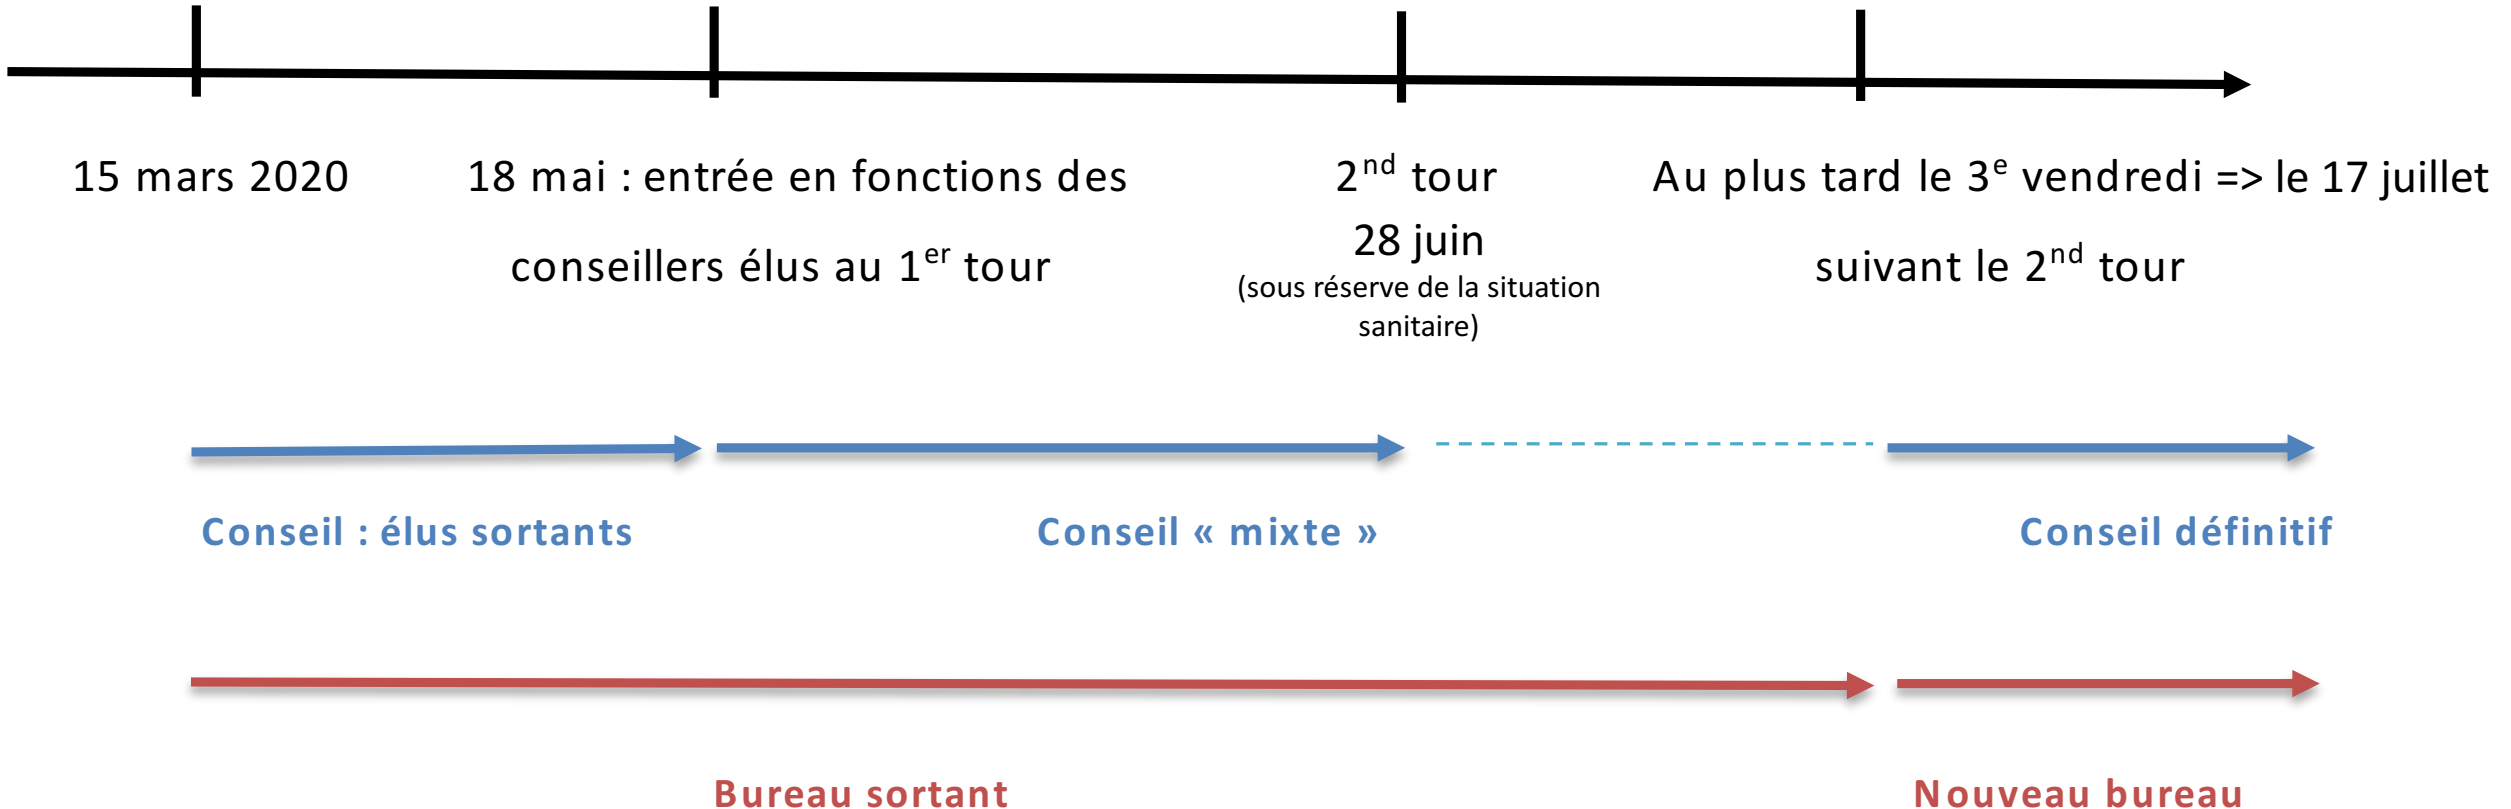 15 mars 2020
18 mai : entrée en fonctions des
conseillers élus au 1er tour
2nd tour
28 juin
(sous réserve de la situation
sanitaire)
Au plus tard le 3e vendredi => le 17 juillet
suivant le 2nd tour
Conseil : élus sortants
Conseil « mixte »
Conseil définitif
Bureau sortant
Nouveau bureau